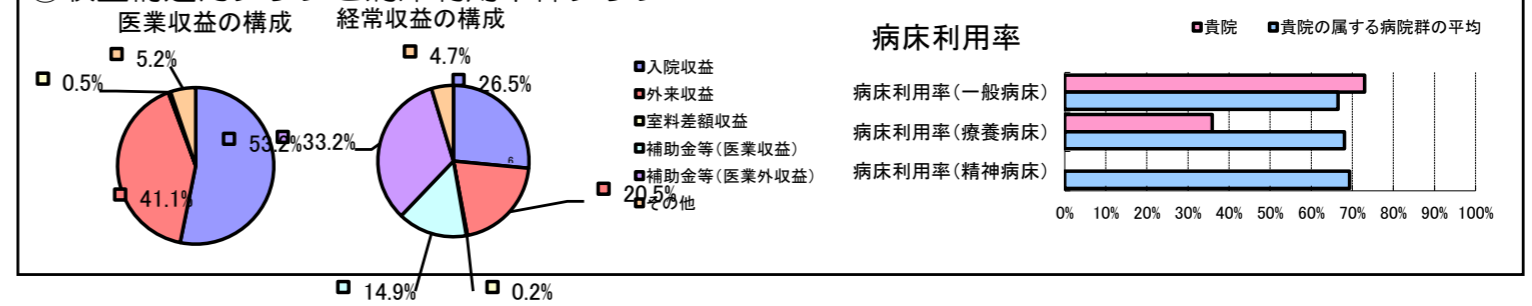 医業収益の構成
経常収益の構成
5.2%
0.5%
53.2%
41.1%
4.7%
26.5%
33.2%
6
20.5%
14.9%
0.2%
入院収益
外来収益
室料差額収益
補助金等(医業収益)
補助金等(医業外収益)
その他
病床利用率
貴院
貴院の属する病院群の平均
病床利用率(一般病床)
病床利用率(療養病床)
病床利用率(精神病床)
0% 10% 20% 30% 40% 50% 60% 70% 80% 90% 100%